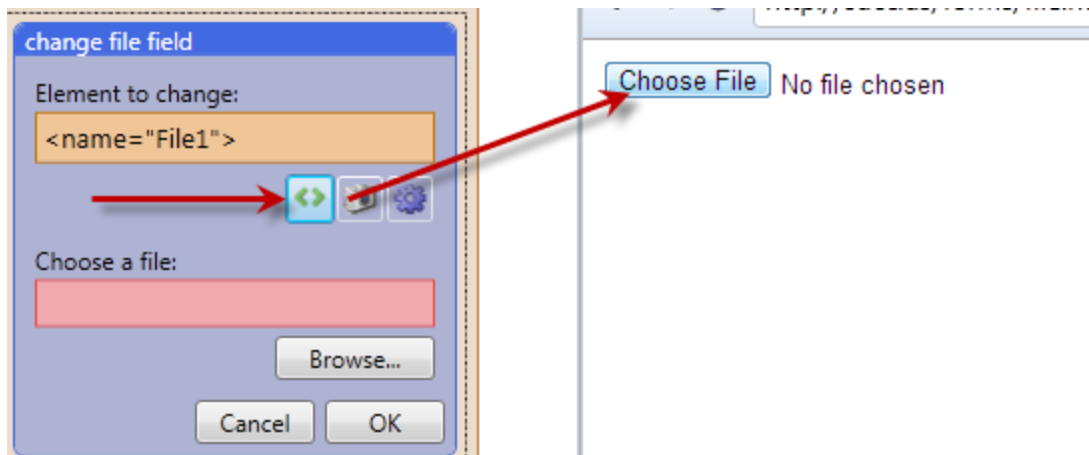 change file field
Element to change:
<name="File1">
Choose a file:
Browse...
Cancel
OK
Choose File
No file chosen